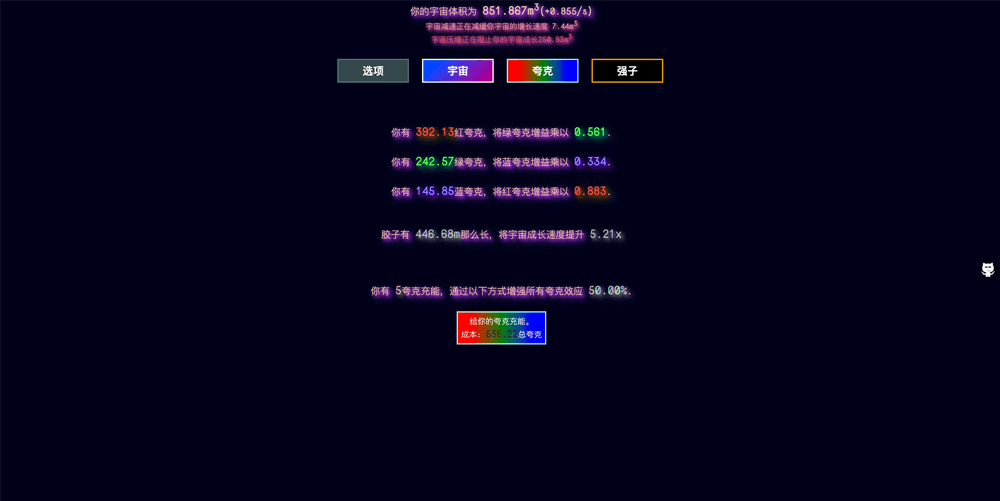 你的宇宙体积为 851.867m³(+0.855/s)
宇宙减速正在减缓你宇宙的增长速度 7.44m³
宇宙压缩正在阻止你的宇宙成长250.83m³
选项 宇宙 夸克 强子
你有 392.13红夸克, 将绿夸克增益乘以 0.561.
你有 242.57绿夸克, 将蓝夸克增益乘以 0.334.
你有 145.85蓝夸克, 将红夸克增益乘以 0.883.
胶子有 446.68m那么长, 将宇宙成长速度提升 5.21x
你有 5夸克充能, 通过以下方式增强所有夸克效应 50.00%.
给你的夸克充能。
成本: 656.22总夸克